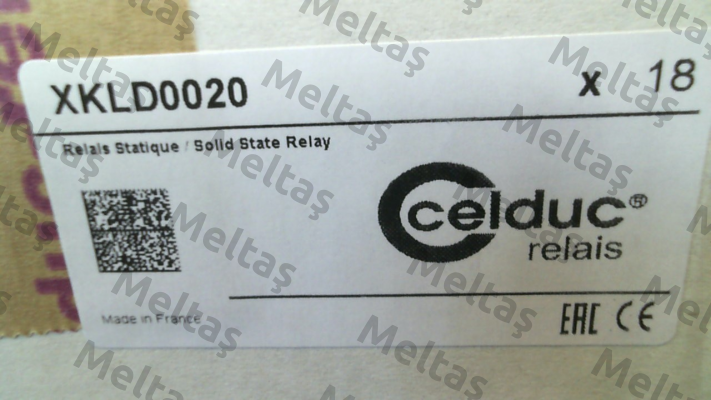 XKLD0020 x 18
Relais Statique / Solid State Relay
celduc®
relais
Made in France
EAC CE
Meltaş